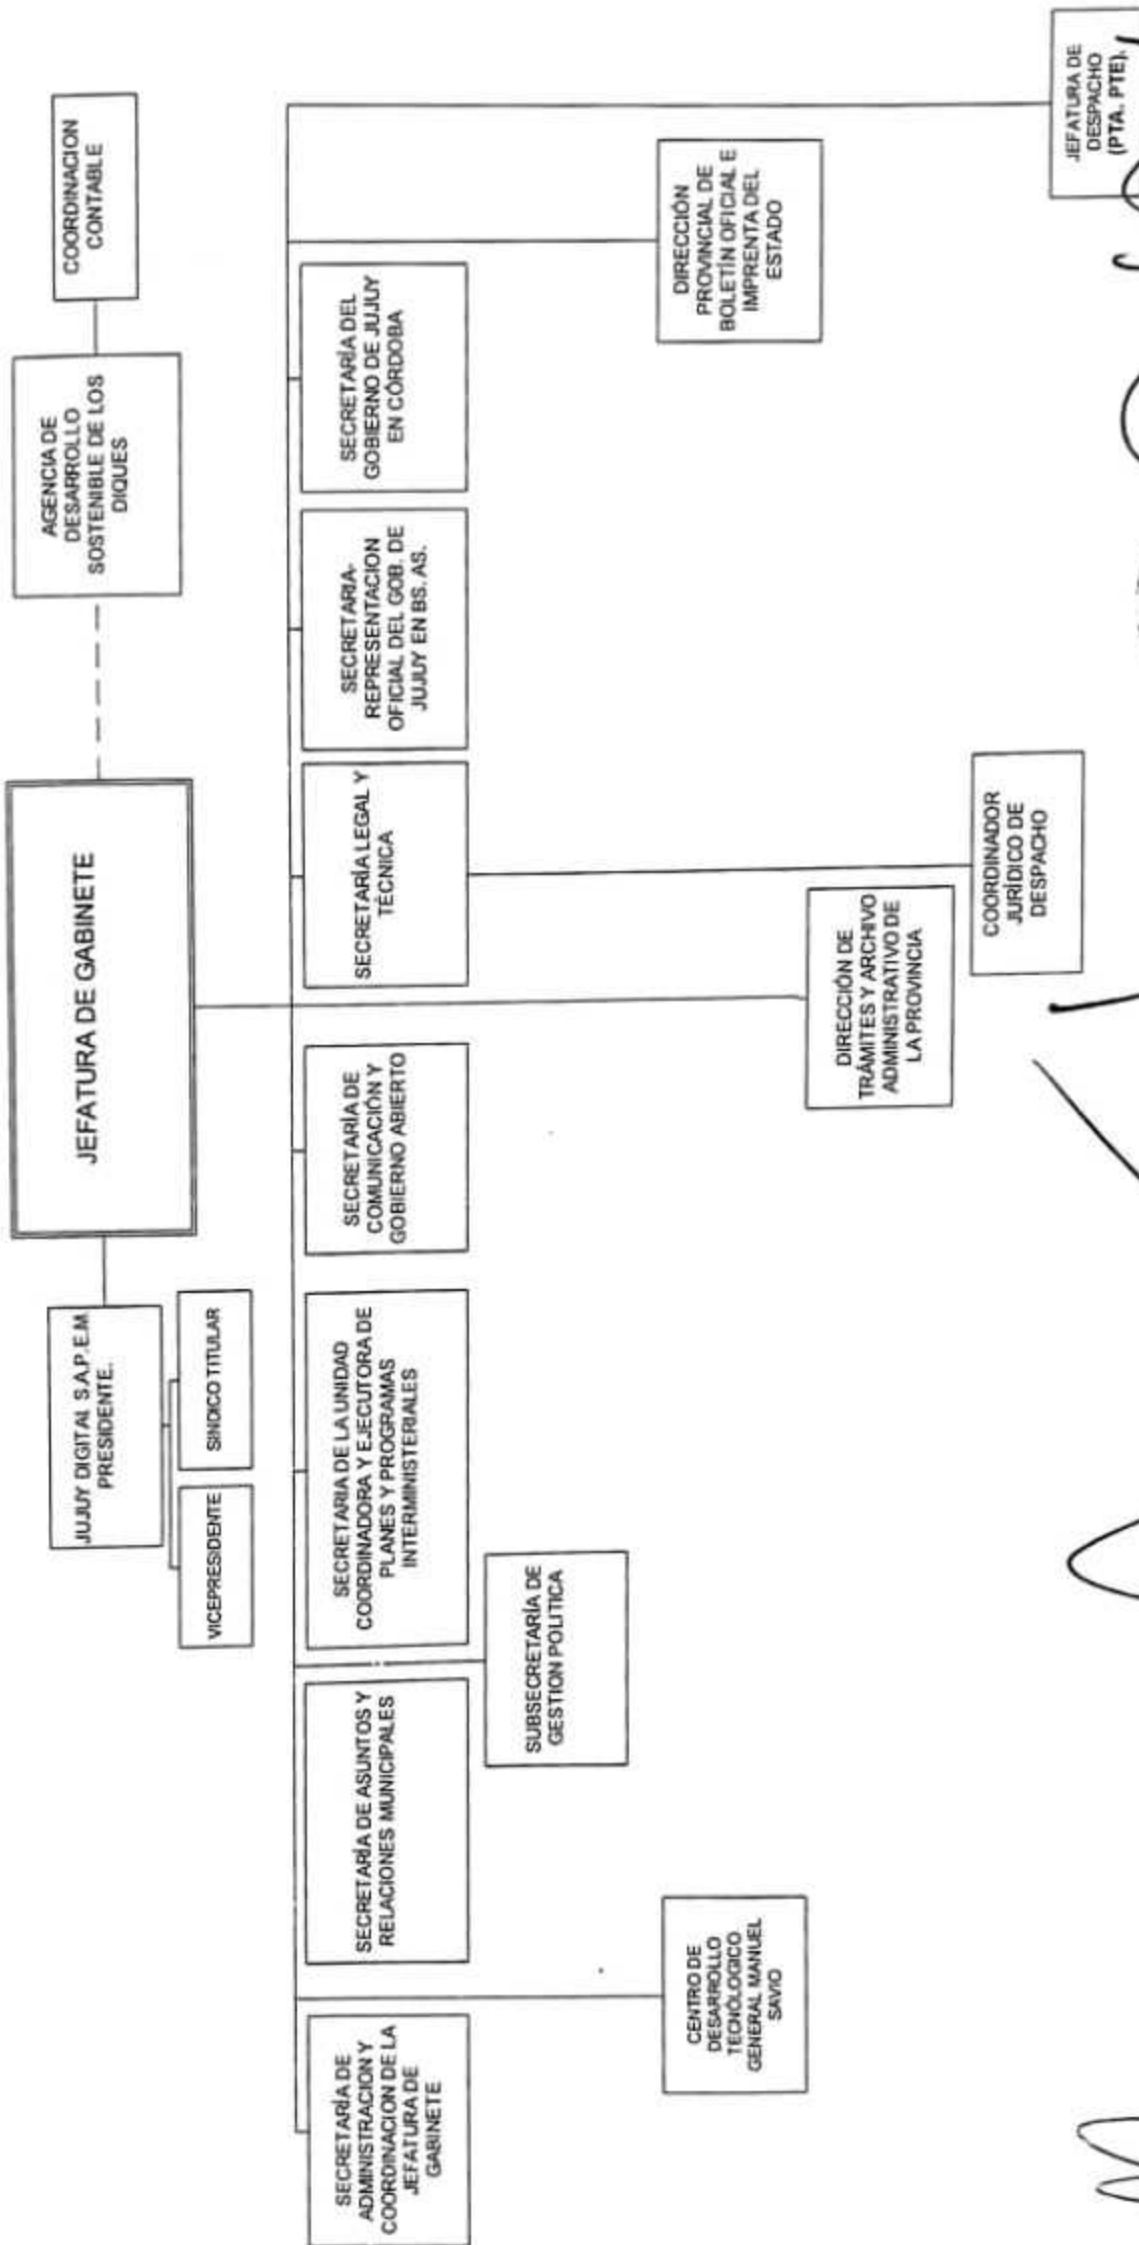 JEFATURA DE GABINETE
AGENCIA DE
DESARROLLO
SOSTENIBLE DE LOS
DIQUES
COORDINACION
CONTABLE
JUJUY DIGITAL S.A.P.E.M
PRESIDENTE.
VICEPRESIDENTE
SINDICO TITULAR
SECRETARÍA DE
ADMINISTRACION Y
COORDINACION DE LA
JEFATURA DE
GABINETE
SECRETARÍA DE ASUNTOS Y
RELACIONES MUNICIPALES
SECRETARIA DE LA UNIDAD
COORDINADORA Y EJECUTORA DE
PLANES Y PROGRAMAS
INTERMINISTERIALES
SECRETARÍA DE
COMUNICACIÓN Y
GOBIERNO ABIERTO
SECRETARÍA LEGAL Y
TÉCNICA
SECRETARIA-
REPRESENTACION
OFICIAL DEL GOB. DE
JUJUY EN BS. AS.
SECRETARÍA DEL
GOBIERNO DE JUJUY
EN CÓRDOBA
SUBSECRETARÍA DE
GESTION POLITICA
CENTRO DE
DESARROLLO
TECNÓLOGICO
GENERAL MANUEL
SAVIO
DIRECCIÓN
PROVINCIAL DE
BOLETÍN OFICIAL E
IMPRENTA DEL
ESTADO
DIRECCIÓN DE
TRÁMITES Y ARCHIVO
ADMINISTRATIVO DE
LA PROVINCIA
COORDINADOR
JURÍDICO DE
DESPACHO
JEFATURA DE
DESPACHO
(PTA. PTE).